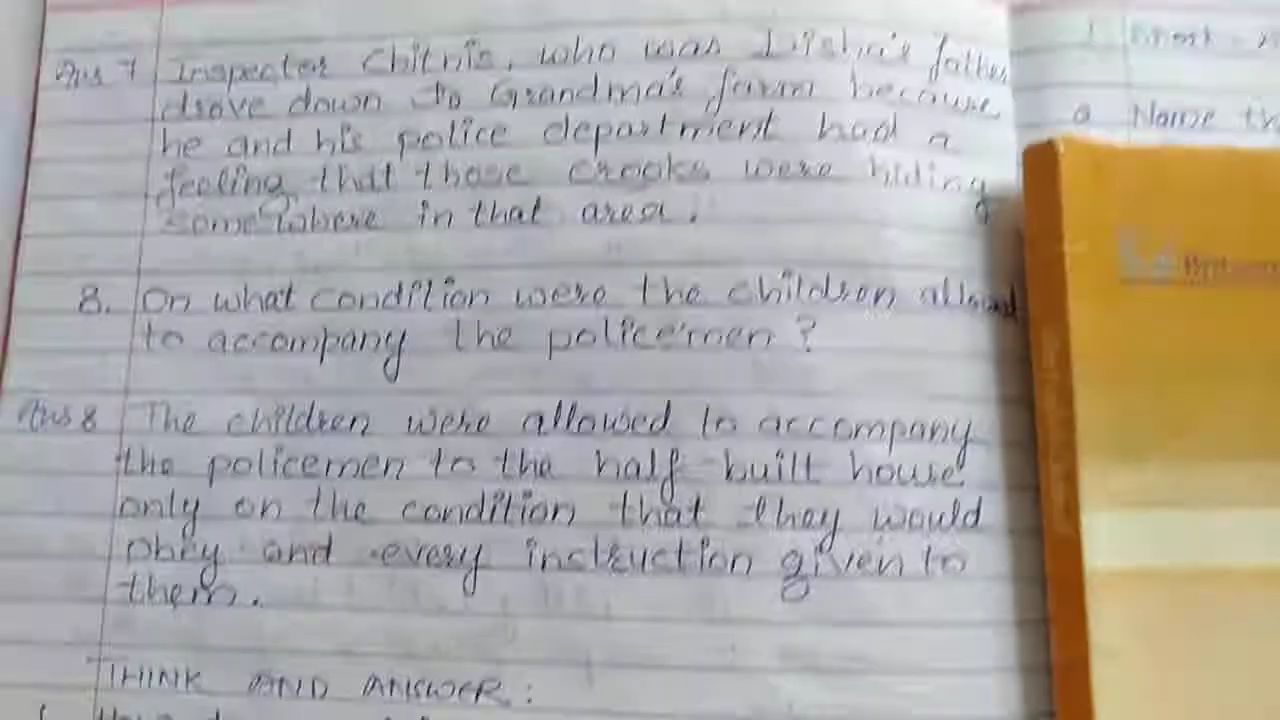 Ans 7 Inspector Chitnis, who was Disha's father
drove down to Grandma's farm because
he and his police department had a
feeling that those crooks were hiding
somewhere in that area.
8. On what condition were the children allowed
to accompany the policemen?
Ans 8 The children were allowed to accompany
the policemen to the half built house
only on the condition that they would
obey and every instruction given to
them.
THINK AND ANSWER:
1
a Name th